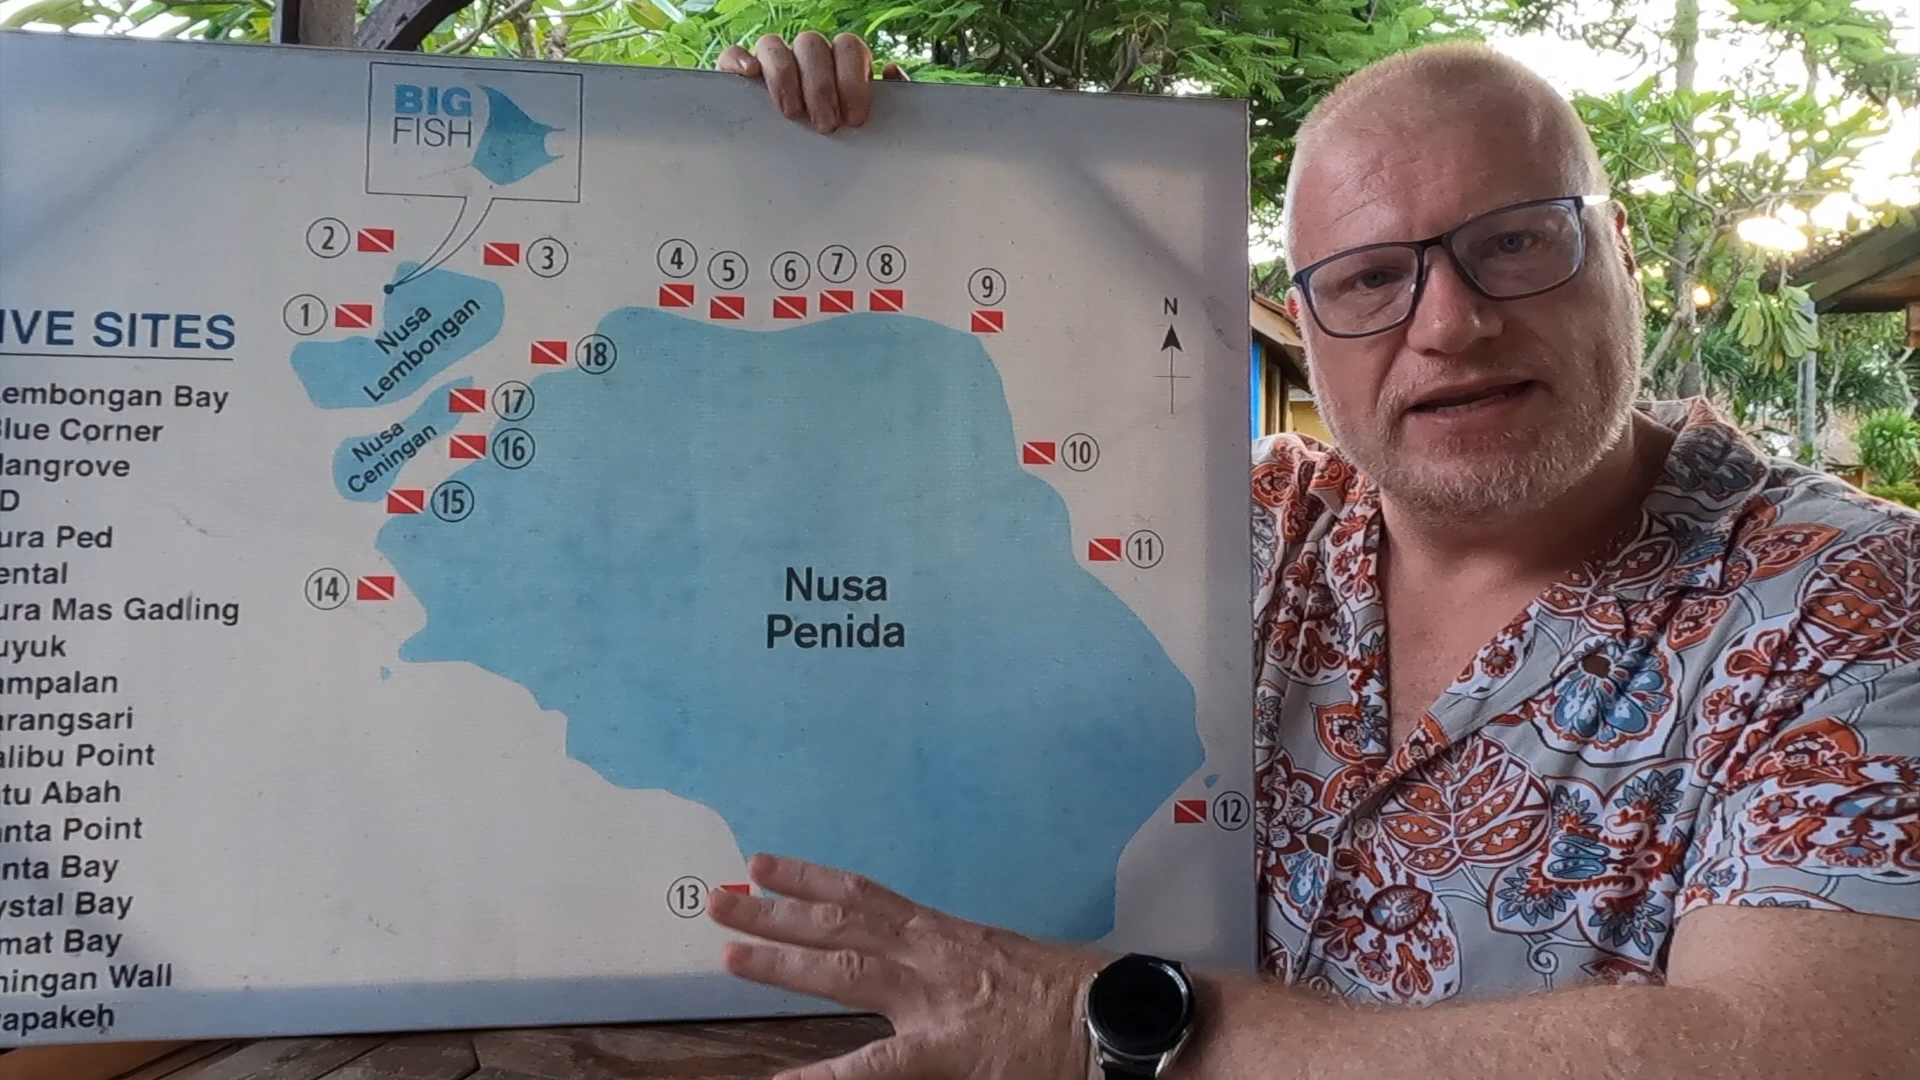 BIG
FISH
2
3
4
5
6
7
8
9
1
N
IVE SITES
Nusa
Lembongan
18
embongan Bay
17
lue Corner
Nusa
Ceningan
16
10
angrove
15
D
11
ura Ped
ental
14
Nusa
Penida
ura Mas Gadling
uyuk
ampalan
arangsari
alibu Point
tu Abah
12
anta Point
nta Bay
13
ystal Bay
mat Bay
ningan Wall
apakeh